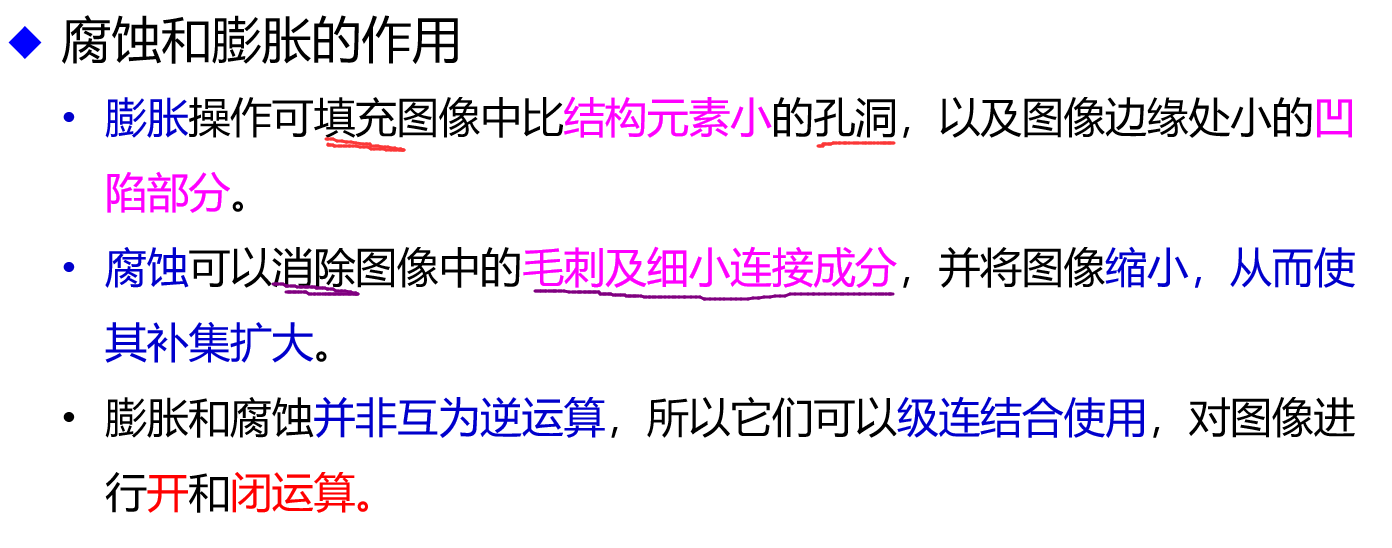 ◆ 腐蚀和膨胀的作用
• 膨胀操作可填充图像中比结构元素小的孔洞，以及图像边缘处小的凹
陷部分。
• 腐蚀可以消除图像中的毛刺及细小连接成分，并将图像缩小，从而使
其补集扩大。
• 膨胀和腐蚀并非互为逆运算，所以它们可以级连结合使用，对图像进
行开和闭运算。